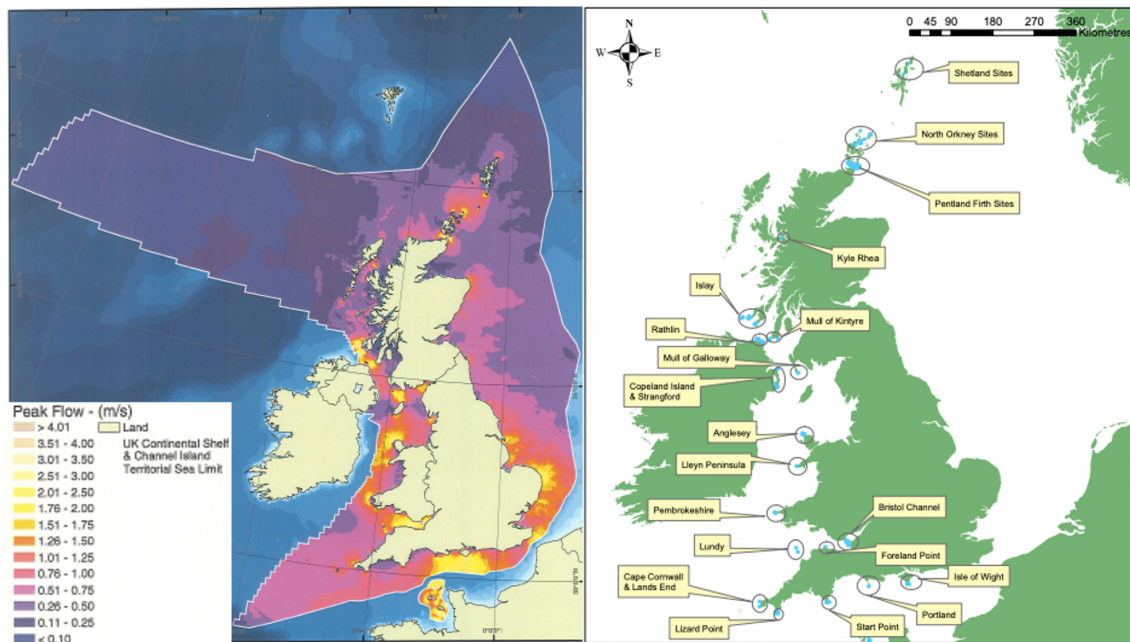 Peak Flow - (m/s)
> 4.01
3.51 - 4.00
3.01 - 3.50
2.51 - 3.00
2.01 - 2.50
1.76 - 2.00
1.51 - 1.75
1.26 - 1.50
1.01 - 1.25
0.76 - 1.00
0.51 - 0.75
0.26 - 0.50
0.11 - 0.25
< 0.10
Land
UK Continental Shelf
& Channel Island
Territorial Sea Limit
N
W E
S
0 45 90 180 270 360
Kilometres
Shetland Sites
North Orkney Sites
Pentland Firth Sites
Kyle Rhea
Islay
Mull of Kintyre
Rathlin
Mull of Galloway
Copeland Island
& Strangford
Anglesey
Lleyn Peninsula
Pembrokeshire
Bristol Channel
Lundy
Foreland Point
Cape Cornwall
& Lands End
Isle of Wight
Portland
Lizard Point
Start Point